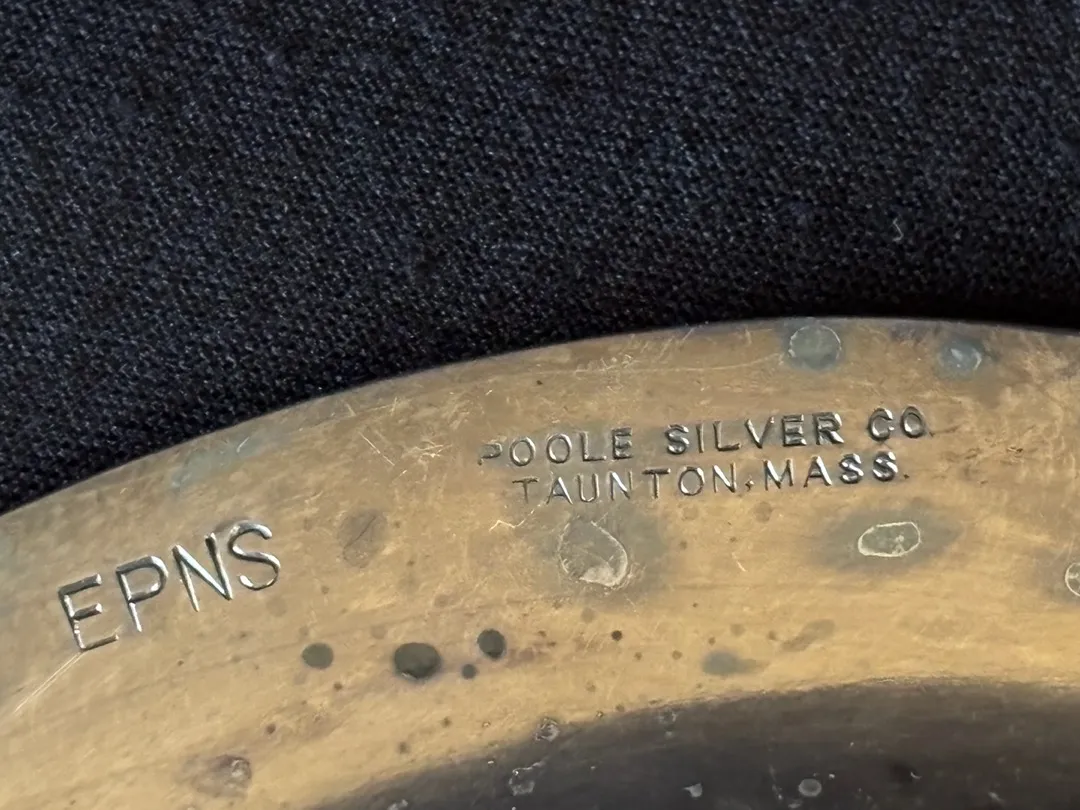 POOLE SILVER CO.
TAUNTON, MASS.
EPNS